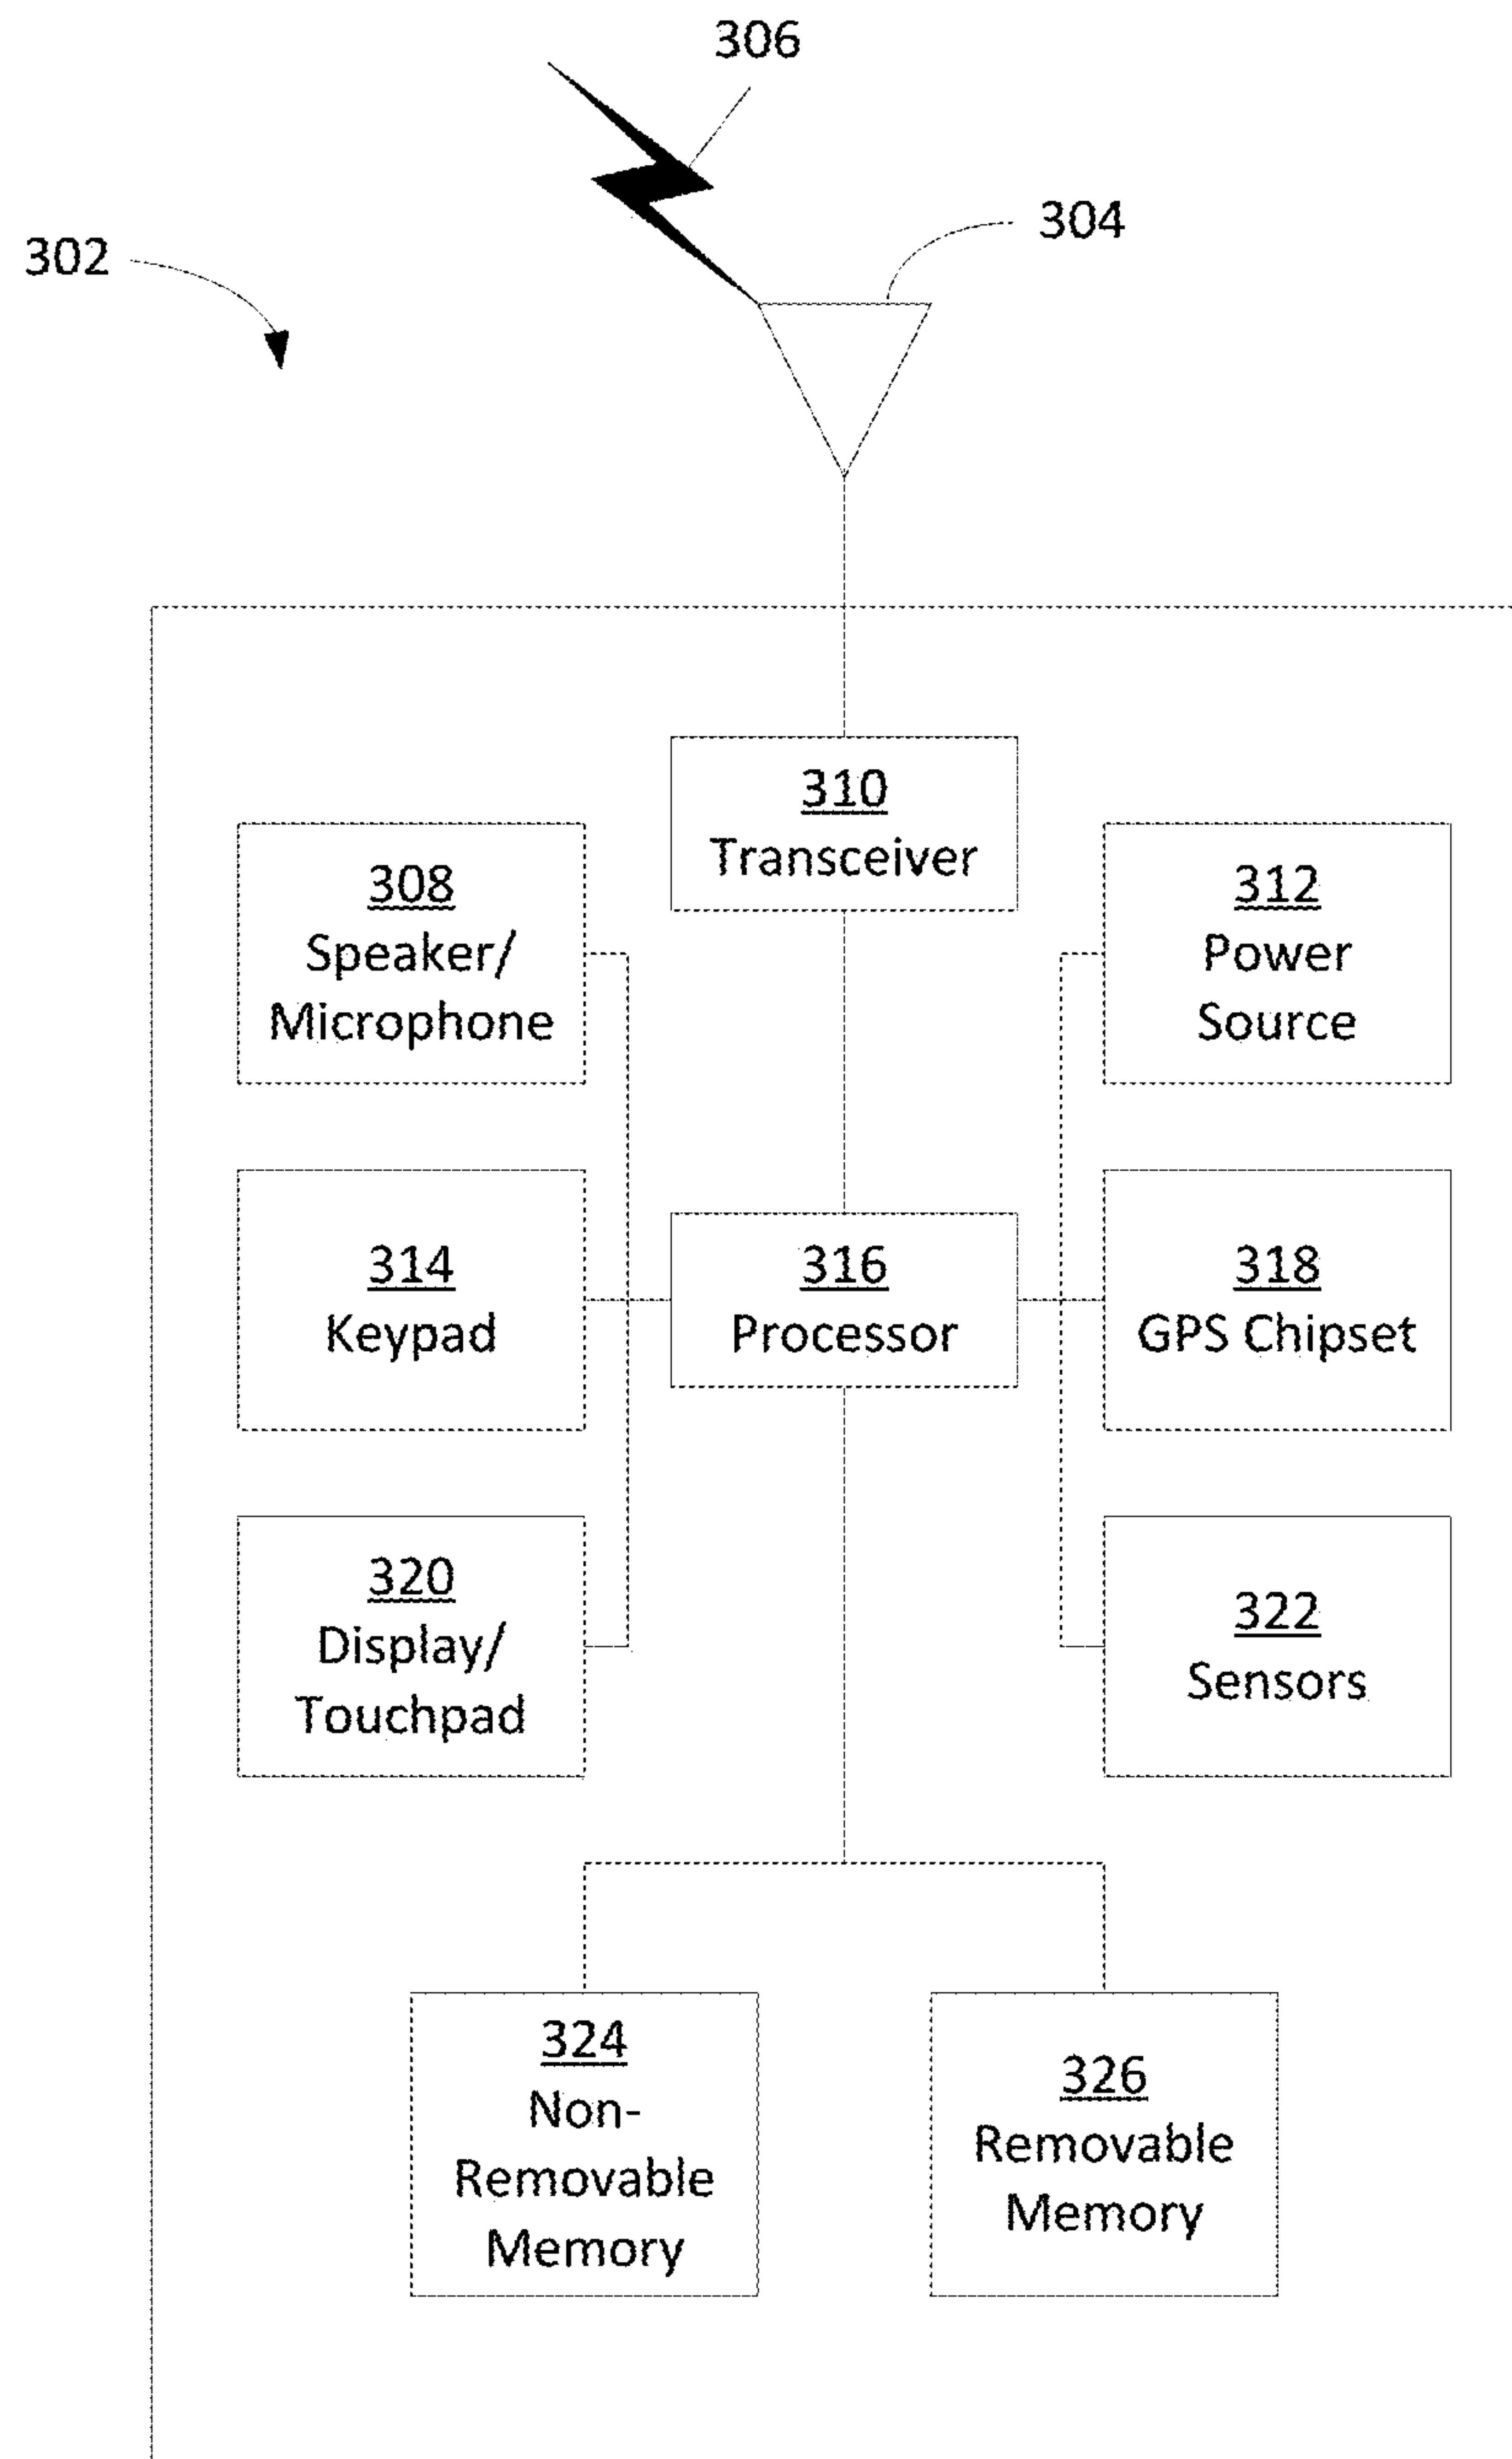 306
304
302
310
Transceiver
308
Speaker/
Microphone
312
Power
Source
314
Keypad
316
Processor
318
GPS Chipset
320
Display/
Touchpad
322
Sensors
324
Non-
Removable
Memory
326
Removable
Memory